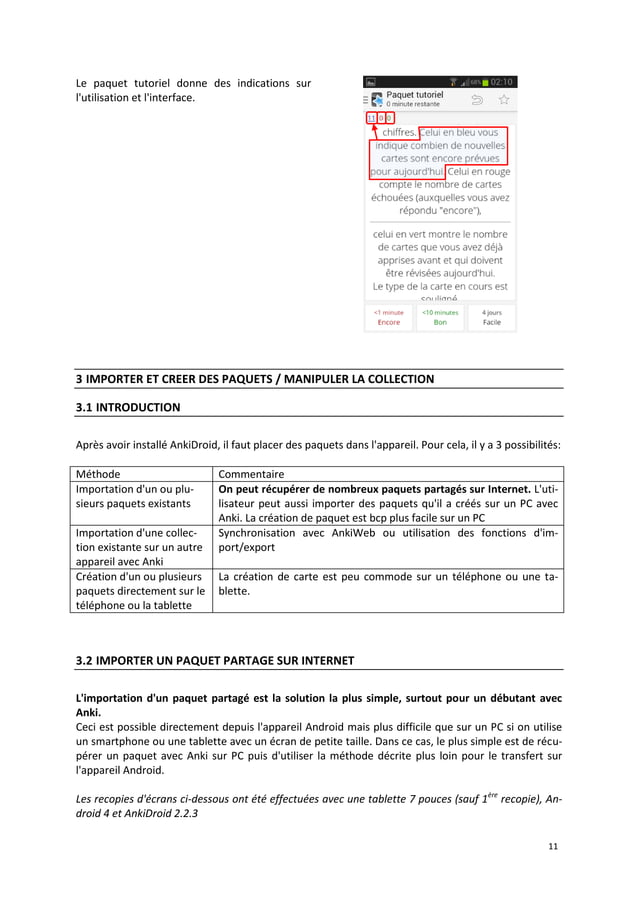 Le paquet tutoriel donne des indications sur
l'utilisation et l'interface.
68% 02:10
Paquet tutoriel
0 minute restante
11 0 0
chiffres. Celui en bleu vous
indique combien de nouvelles
cartes sont encore prévues
pour aujourd'hui. Celui en rouge
compte le nombre de cartes
échouées (auxquelles vous avez
répondu "encore"),
celui en vert montre le nombre
de cartes que vous avez déjà
apprises avant et qui doivent
être révisées aujourd'hui.
Le type de la carte en cours est
souligné.
<1 minute <10 minutes 4 jours
Encore Bon Facile
3 IMPORTER ET CREER DES PAQUETS / MANIPULER LA COLLECTION
3.1 INTRODUCTION
Après avoir installé AnkiDroid, il faut placer des paquets dans l'appareil. Pour cela, il y a 3 possibilités:
Méthode Commentaire
Importation d'un ou plu-
sieurs paquets existants
On peut récupérer de nombreux paquets partagés sur Internet. L'uti-
lisateur peut aussi importer des paquets qu'il a créés sur un PC avec
Anki. La création de paquet est bcp plus facile sur un PC
Importation d'une collec-
tion existante sur un autre
appareil avec Anki
Synchronisation avec AnkiWeb ou utilisation des fonctions d'im-
port/export
Création d'un ou plusieurs
paquets directement sur le
téléphone ou la tablette
La création de carte est peu commode sur un téléphone ou une ta-
blette.
3.2 IMPORTER UN PAQUET PARTAGE SUR INTERNET
L'importation d'un paquet partagé est la solution la plus simple, surtout pour un débutant avec
Anki.
Ceci est possible directement depuis l'appareil Android mais plus difficile que sur un PC si on utilise
un smartphone ou une tablette avec un écran de petite taille. Dans ce cas, le plus simple est de récu-
pérer un paquet avec Anki sur PC puis d'utiliser la méthode décrite plus loin pour le transfert sur
l'appareil Android.
Les recopies d'écrans ci-dessous ont été effectuées avec une tablette 7 pouces (sauf 1ère recopie), An-
droid 4 et AnkiDroid 2.2.3
11